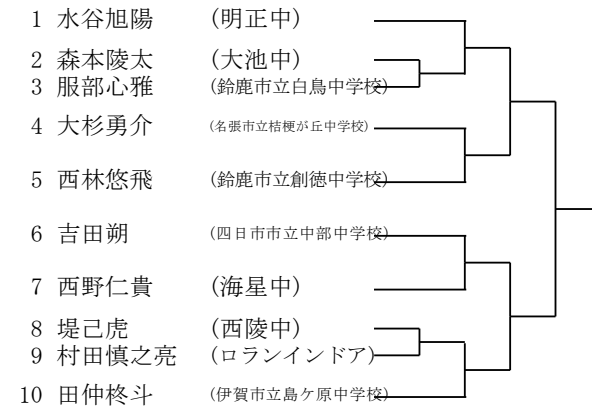 1 水谷旭陽 (明正中)
2 森本陵太 (大池中)
3 服部心雅 (鈴鹿市立白鳥中学校)
4 大杉勇介 (名張市立桔梗が丘中学校)
5 西林悠飛 (鈴鹿市立創徳中学校)
6 吉田朔 (四日市市立中部中学校)
7 西野仁貴 (海星中)
8 堤己虎 (西陵中)
9 村田慎之亮 (ロランインドア)
10 田仲柊斗 (伊賀市立島ケ原中学校)